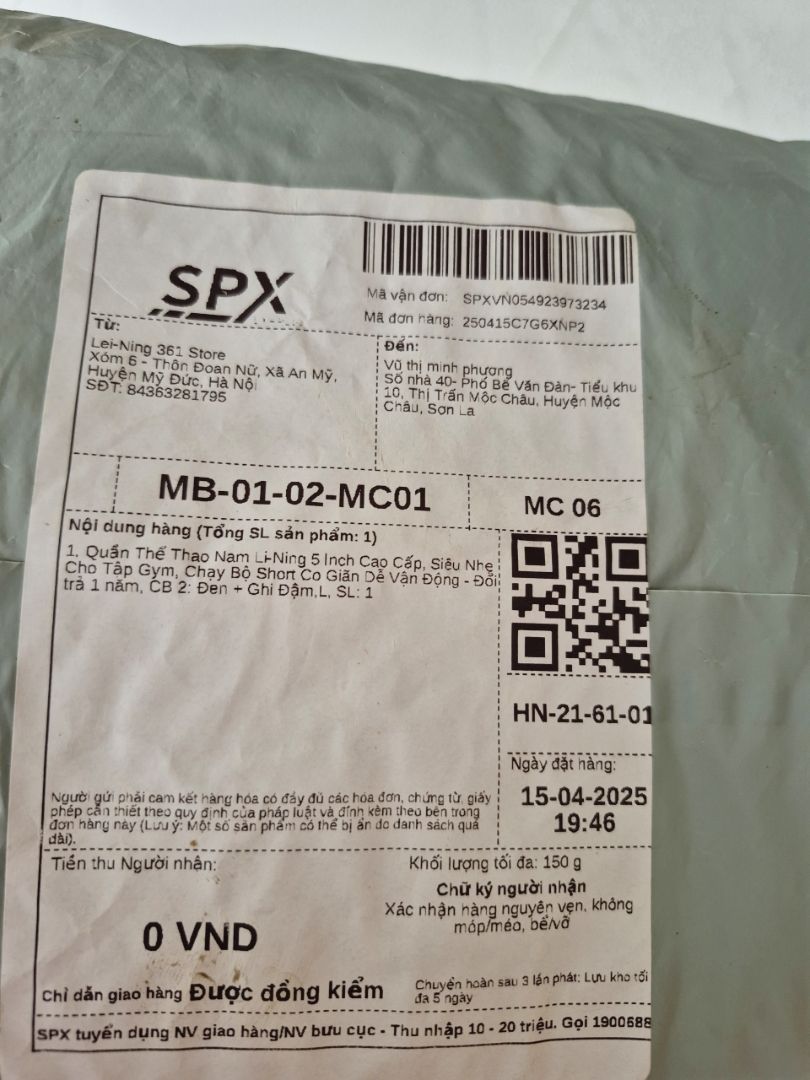 SPX
Mã vận đơn: SPXVN054923973234
Mã đơn hàng: 250415C7G6XNP2
Từ:
Lei-Ning 361 Store
Xóm 6 - Thôn Đoan Nữ, Xã An Mỹ,
Huyện Mỹ Đức, Hà Nội
SĐT: 84363281795
Đến:
Vũ thị minh phượng
Số nhà 40- Phố Bế Văn Đàn- Tiểu khu
10, Thị Trấn Mộc Châu, Huyện Mộc
Châu, Sơn La
MB-01-02-MC01
MC 06
Nội dung hàng (Tổng SL sản phẩm: 1)
1. Quần Thể Thao Nam Li-Ning 5 Inch Cao Cấp, Siêu Nhẹ
Cho Tập Gym, Chạy Bộ Short Co Giãn Dễ Vận Động - Đổi
trả 1 năm, CB 2: Đen + Ghi Đậm,L, SL: 1
HN-21-61-01
Ngày đặt hàng:
15-04-2025
19:46
Người gửi phải cam kết hàng hóa có đầy đủ các hóa đơn, chứng từ, giấy
phép cần thiết theo quy định của pháp luật và đính kèm theo bên trong
đơn hàng này (Lưu ý: Một số sản phẩm có thể bị ẩn do danh sách quá
dài).
Tiền thu Người nhận:
0 VND
Khối lượng tối đa: 150 g
Chữ ký người nhận
Xác nhận hàng nguyên vẹn, không
móp/méo, bể/vỡ
Chỉ dẫn giao hàng Được đồng kiểm
Chuyển hoàn sau 3 lần phát; Lưu kho tối
đa 5 ngày
SPX tuyển dụng NV giao hàng/NV bưu cục - Thu nhập 10 - 20 triệu. Gọi 1900688